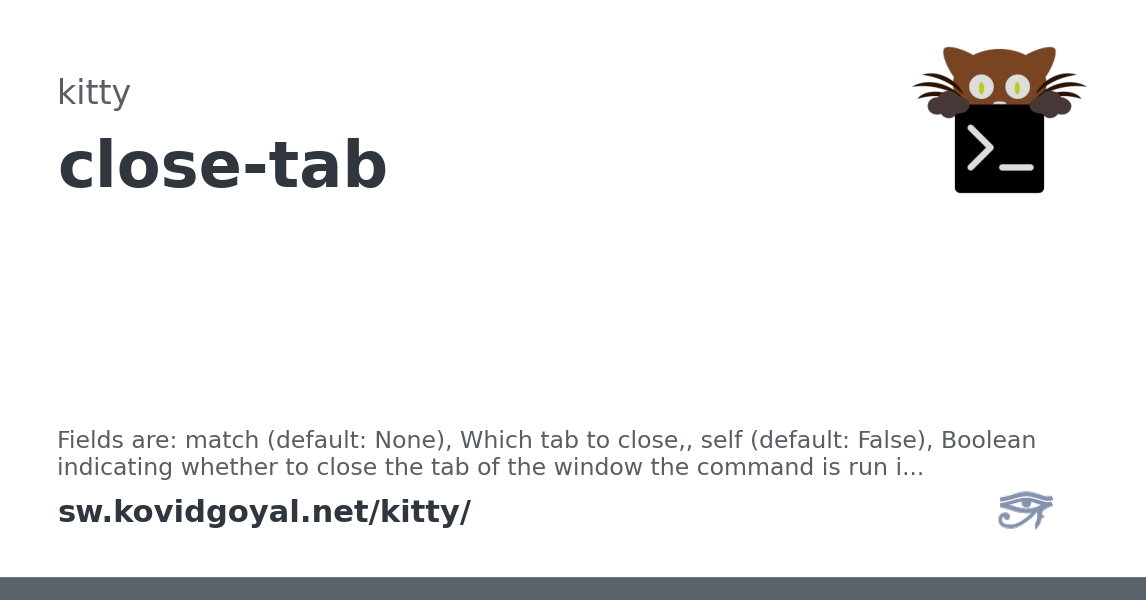 kitty
close-tab
Fields are: match (default: None), Which tab to close,, self (default: False), Boolean
indicating whether to close the tab of the window the command is run i...
sw.kovidgoyal.net/kitty/